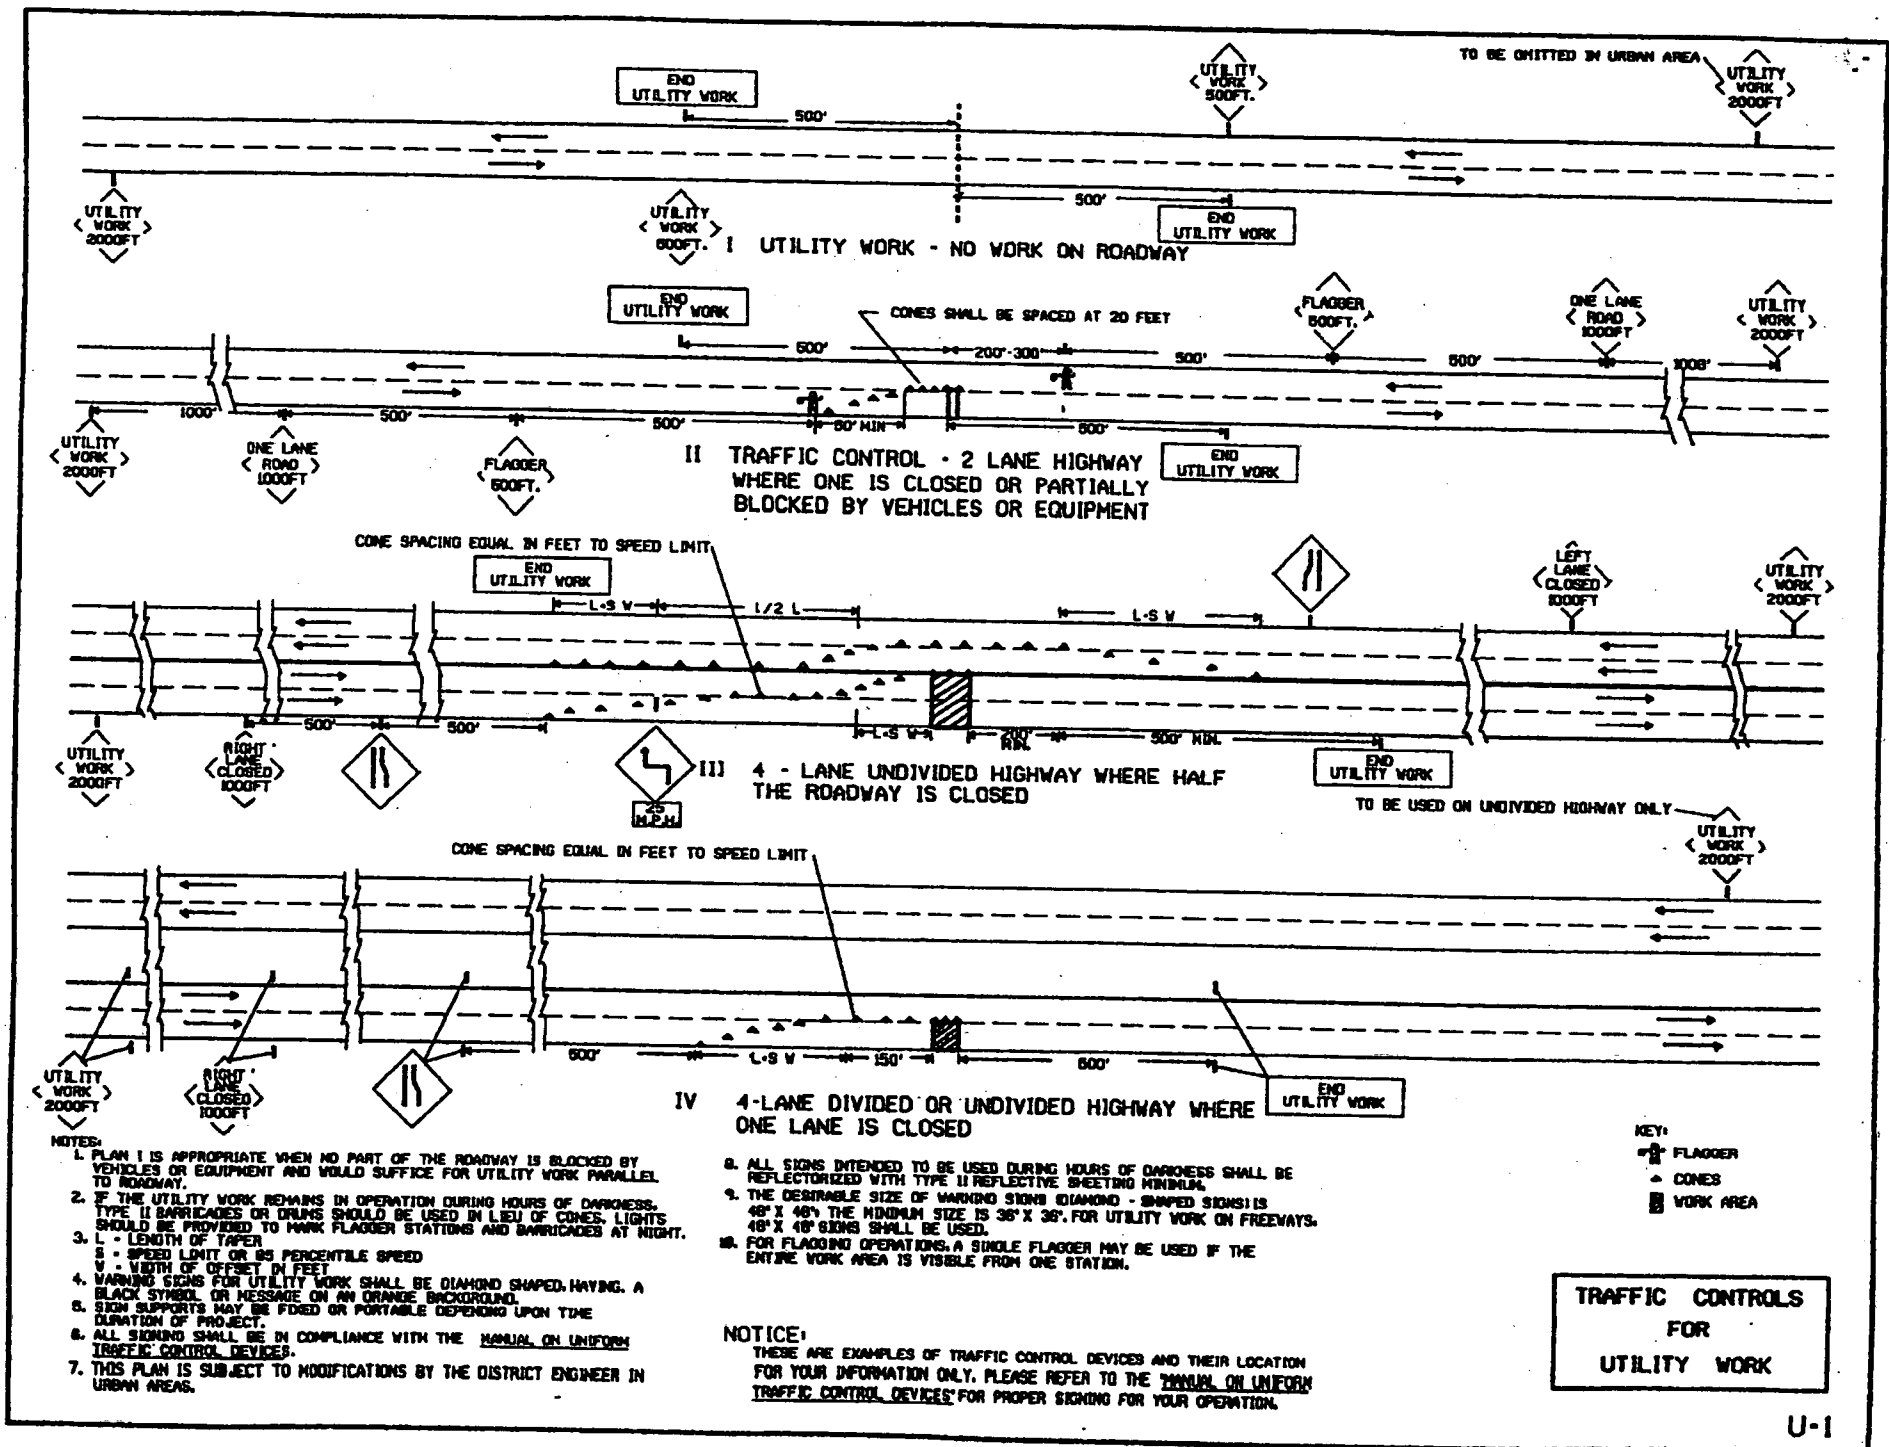 TO BE OMITTED IN URBAN AREA
END
UTILITY WORK
500'
UTILITY
WORK
500FT.
UTILITY
WORK
2000FT
UTILITY
WORK
2000FT
UTILITY
WORK
500FT.
500'
END
UTILITY WORK
I UTILITY WORK - NO WORK ON ROADWAY
END
UTILITY WORK
CONES SHALL BE SPACED AT 20 FEET
FLAGGER
500FT.
ONE LANE
ROAD
1000FT
UTILITY
WORK
2000FT
500'
200'-300'
500'
500'
1000'
1000'
500'
500'
50' MIN
500'
UTILITY
WORK
2000FT
ONE LANE
ROAD
1000FT
FLAGGER
500FT.
END
UTILITY WORK
II TRAFFIC CONTROL - 2 LANE HIGHWAY
WHERE ONE IS CLOSED OR PARTIALLY
BLOCKED BY VEHICLES OR EQUIPMENT
CONE SPACING EQUAL IN FEET TO SPEED LIMIT
END
UTILITY WORK
LEFT
LANE
CLOSED
1000FT
UTILITY
WORK
2000FT
L-S W
1/2 L
L-S W
500'
500'
L-S W
200'
MIN.
500' MIN.
UTILITY
WORK
2000FT
RIGHT
LANE
CLOSED
1000FT
25
M.P.H.
END
UTILITY WORK
III 4 - LANE UNDIVIDED HIGHWAY WHERE HALF
THE ROADWAY IS CLOSED
TO BE USED ON UNDIVIDED HIGHWAY ONLY
UTILITY
WORK
2000FT
CONE SPACING EQUAL IN FEET TO SPEED LIMIT
500'
L-S W
150'
500'
UTILITY
WORK
2000FT
RIGHT
LANE
CLOSED
1000FT
END
UTILITY WORK
IV 4-LANE DIVIDED OR UNDIVIDED HIGHWAY WHERE
ONE LANE IS CLOSED
NOTES:
1. PLAN I IS APPROPRIATE WHEN NO PART OF THE ROADWAY IS BLOCKED BY
VEHICLES OR EQUIPMENT AND WOULD SUFFICE FOR UTILITY WORK PARALLEL
TO ROADWAY.
2. IF THE UTILITY WORK REMAINS IN OPERATION DURING HOURS OF DARKNESS,
TYPE II BARRICADES OR DRUMS SHOULD BE USED IN LIEU OF CONES. LIGHTS
SHOULD BE PROVIDED TO MARK FLAGGER STATIONS AND BARRICADES AT NIGHT.
3. L - LENGTH OF TAPER
S - SPEED LIMIT OR 85 PERCENTILE SPEED
W - WIDTH OF OFFSET IN FEET
4. WARNING SIGNS FOR UTILITY WORK SHALL BE DIAMOND SHAPED, HAVING. A
BLACK SYMBOL OR MESSAGE ON AN ORANGE BACKGROUND.
5. SIGN SUPPORTS MAY BE FIXED OR PORTABLE DEPENDING UPON TIME
DURATION OF PROJECT.
6. ALL SIGNING SHALL BE IN COMPLIANCE WITH THE MANUAL ON UNIFORM
TRAFFIC CONTROL DEVICES.
7. THIS PLAN IS SUBJECT TO MODIFICATIONS BY THE DISTRICT ENGINEER IN
URBAN AREAS.
8. ALL SIGNS INTENDED TO BE USED DURING HOURS OF DARKNESS SHALL BE
REFLECTORIZED WITH TYPE II REFLECTIVE SHEETING MINIMUM.
9. THE DESIRABLE SIZE OF WARNING SIGNS (DIAMOND - SHAPED SIGNS) IS
48" X 48"; THE MINIMUM SIZE IS 36" X 36". FOR UTILITY WORK ON FREEWAYS,
48" X 48" SIGNS SHALL BE USED.
10. FOR FLAGGING OPERATIONS, A SINGLE FLAGGER MAY BE USED IF THE
ENTIRE WORK AREA IS VISIBLE FROM ONE STATION.
NOTICE:
THESE ARE EXAMPLES OF TRAFFIC CONTROL DEVICES AND THEIR LOCATION
FOR YOUR INFORMATION ONLY. PLEASE REFER TO THE "MANUAL ON UNIFORM
TRAFFIC CONTROL DEVICES" FOR PROPER SIGNING FOR YOUR OPERATION.
KEY:
FLAGGER
CONES
WORK AREA
TRAFFIC CONTROLS
FOR
UTILITY WORK
U-1